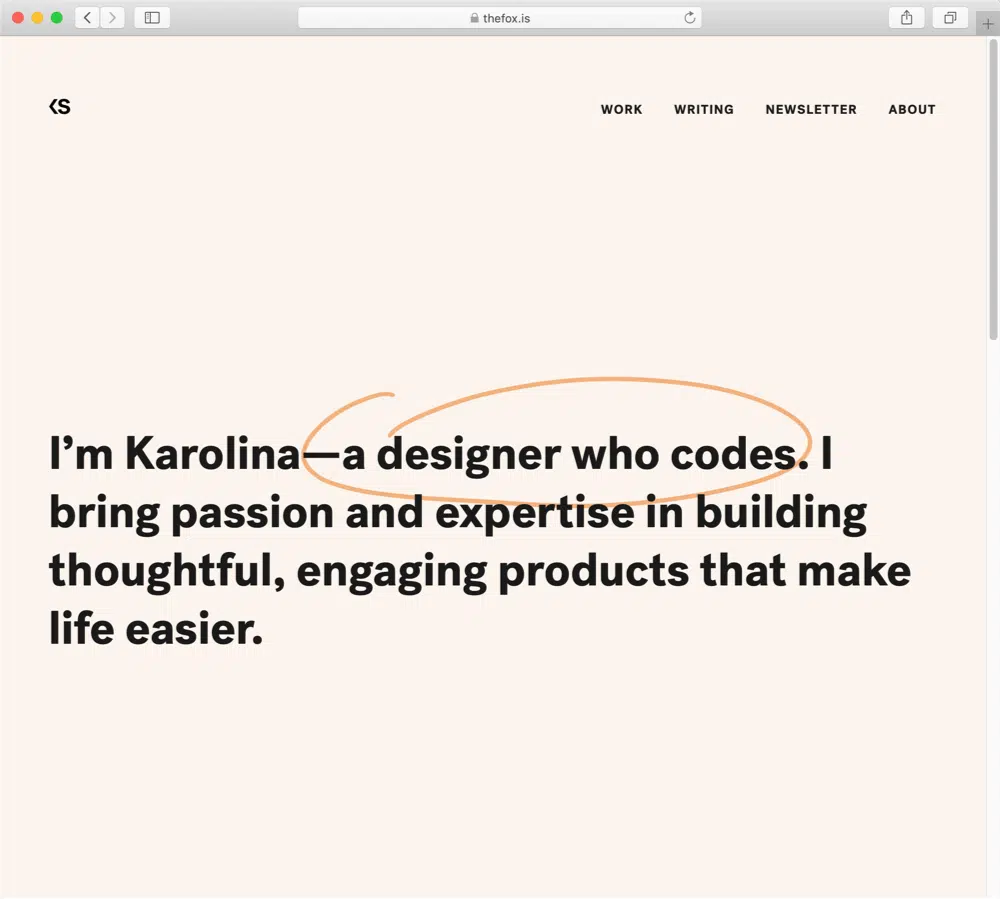 thefox.is
KS
WORK WRITING NEWSLETTER ABOUT
I’m Karolina—a designer who codes. I
bring passion and expertise in building
thoughtful, engaging products that make
life easier.